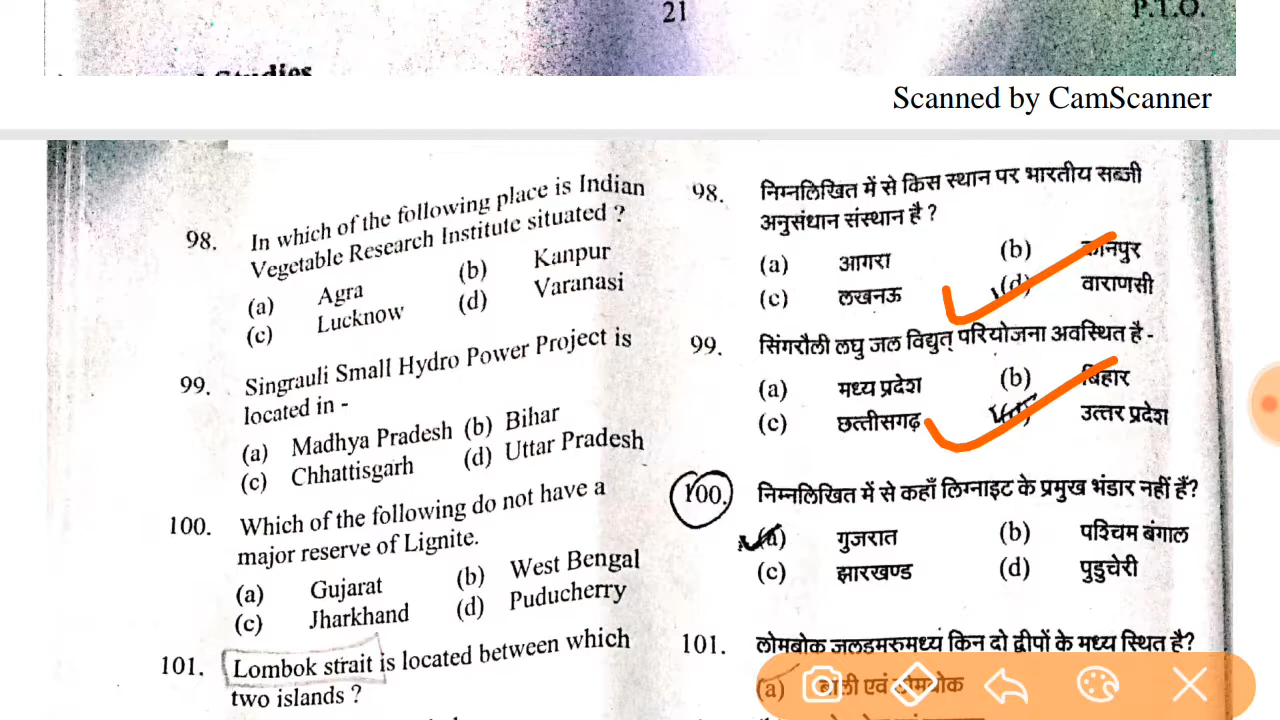 21
P.T.O.
Studies
Scanned by CamScanner
98. In which of the following place is Indian
Vegetable Research Institute situated ?
(a) Agra (b) Kanpur
(c) Lucknow (d) Varanasi
99. Singrauli Small Hydro Power Project is
located in -
(a) Madhya Pradesh (b) Bihar
(c) Chhattisgarh (d) Uttar Pradesh
100. Which of the following do not have a
major reserve of Lignite.
(a) Gujarat (b) West Bengal
(c) Jharkhand (d) Puducherry
101. Lombok strait is located between which
two islands ?
98. निम्नलिखित में से किस स्थान पर भारतीय सब्जी
अनुसंधान संस्थान है ?
(a) आगरा (b) कानपुर
(c) लखनऊ (d) वाराणसी
99. सिंगरौली लघु जल विद्युत् परियोजना अवस्थित है -
(a) मध्य प्रदेश (b) बिहार
(c) छत्तीसगढ़ (d) उत्तर प्रदेश
100. निम्नलिखित में से कहाँ लिग्नाइट के प्रमुख भंडार नहीं हैं?
(a) गुजरात (b) पश्चिम बंगाल
(c) झारखण्ड (d) पुडुचेरी
101. लोमबोक जलडमरुमध्य किन दो द्वीपों के मध्य स्थित है?
(a) बाली एवं लोमबोक